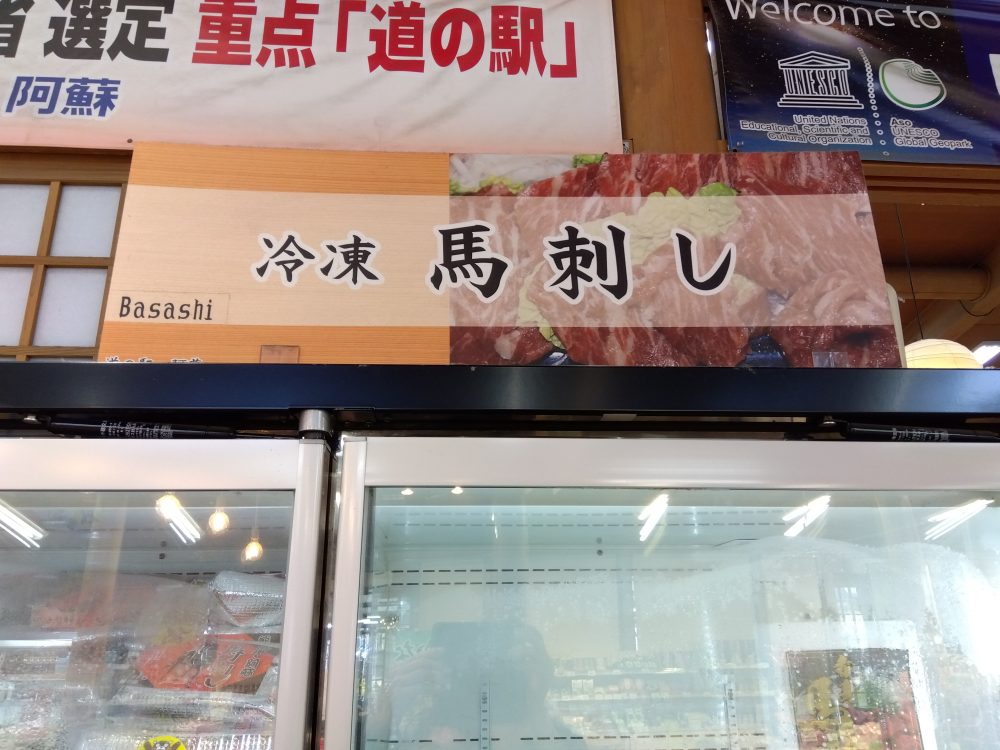 省 選定 重点「道の駅」
阿蘇
Welcome to
UNESCO
United Nations
Educational, Scientific and
Cultural Organization
Aso
UNESCO
Global Geopark
冷凍 馬刺し
Basashi